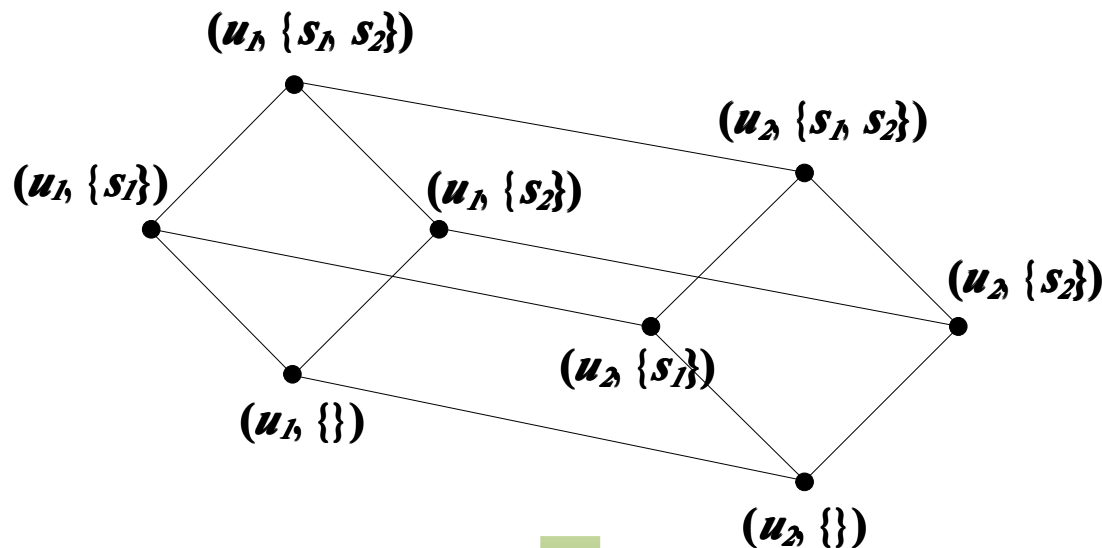 (u₁, {s₁, s₂})
(u₂, {s₁, s₂})
(u₁, {s₁})
(u₁, {s₂})
(u₂, {s₂})
(u₂, {s₁})
(u₁, {})
(u₂, {})